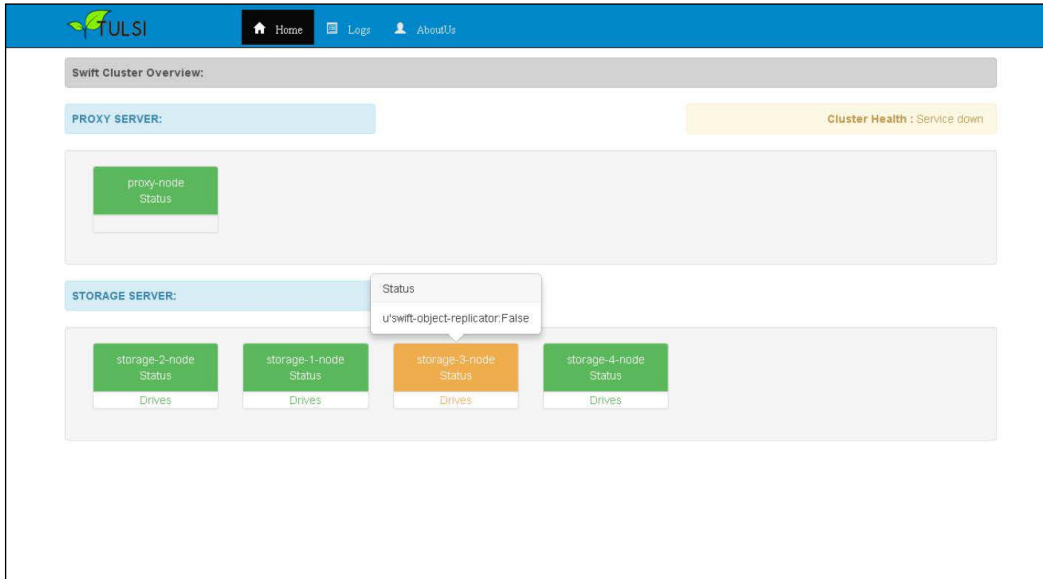 TULSI
Home Logs AboutUs
Swift Cluster Overview:
PROXY SERVER:
Cluster Health : Service down
proxy-node
Status
STORAGE SERVER:
Status
u'swift-object-replicator:False
storage-2-node
Status
Drives
storage-1-node
Status
Drives
storage-3-node
Status
Drives
storage-4-node
Status
Drives